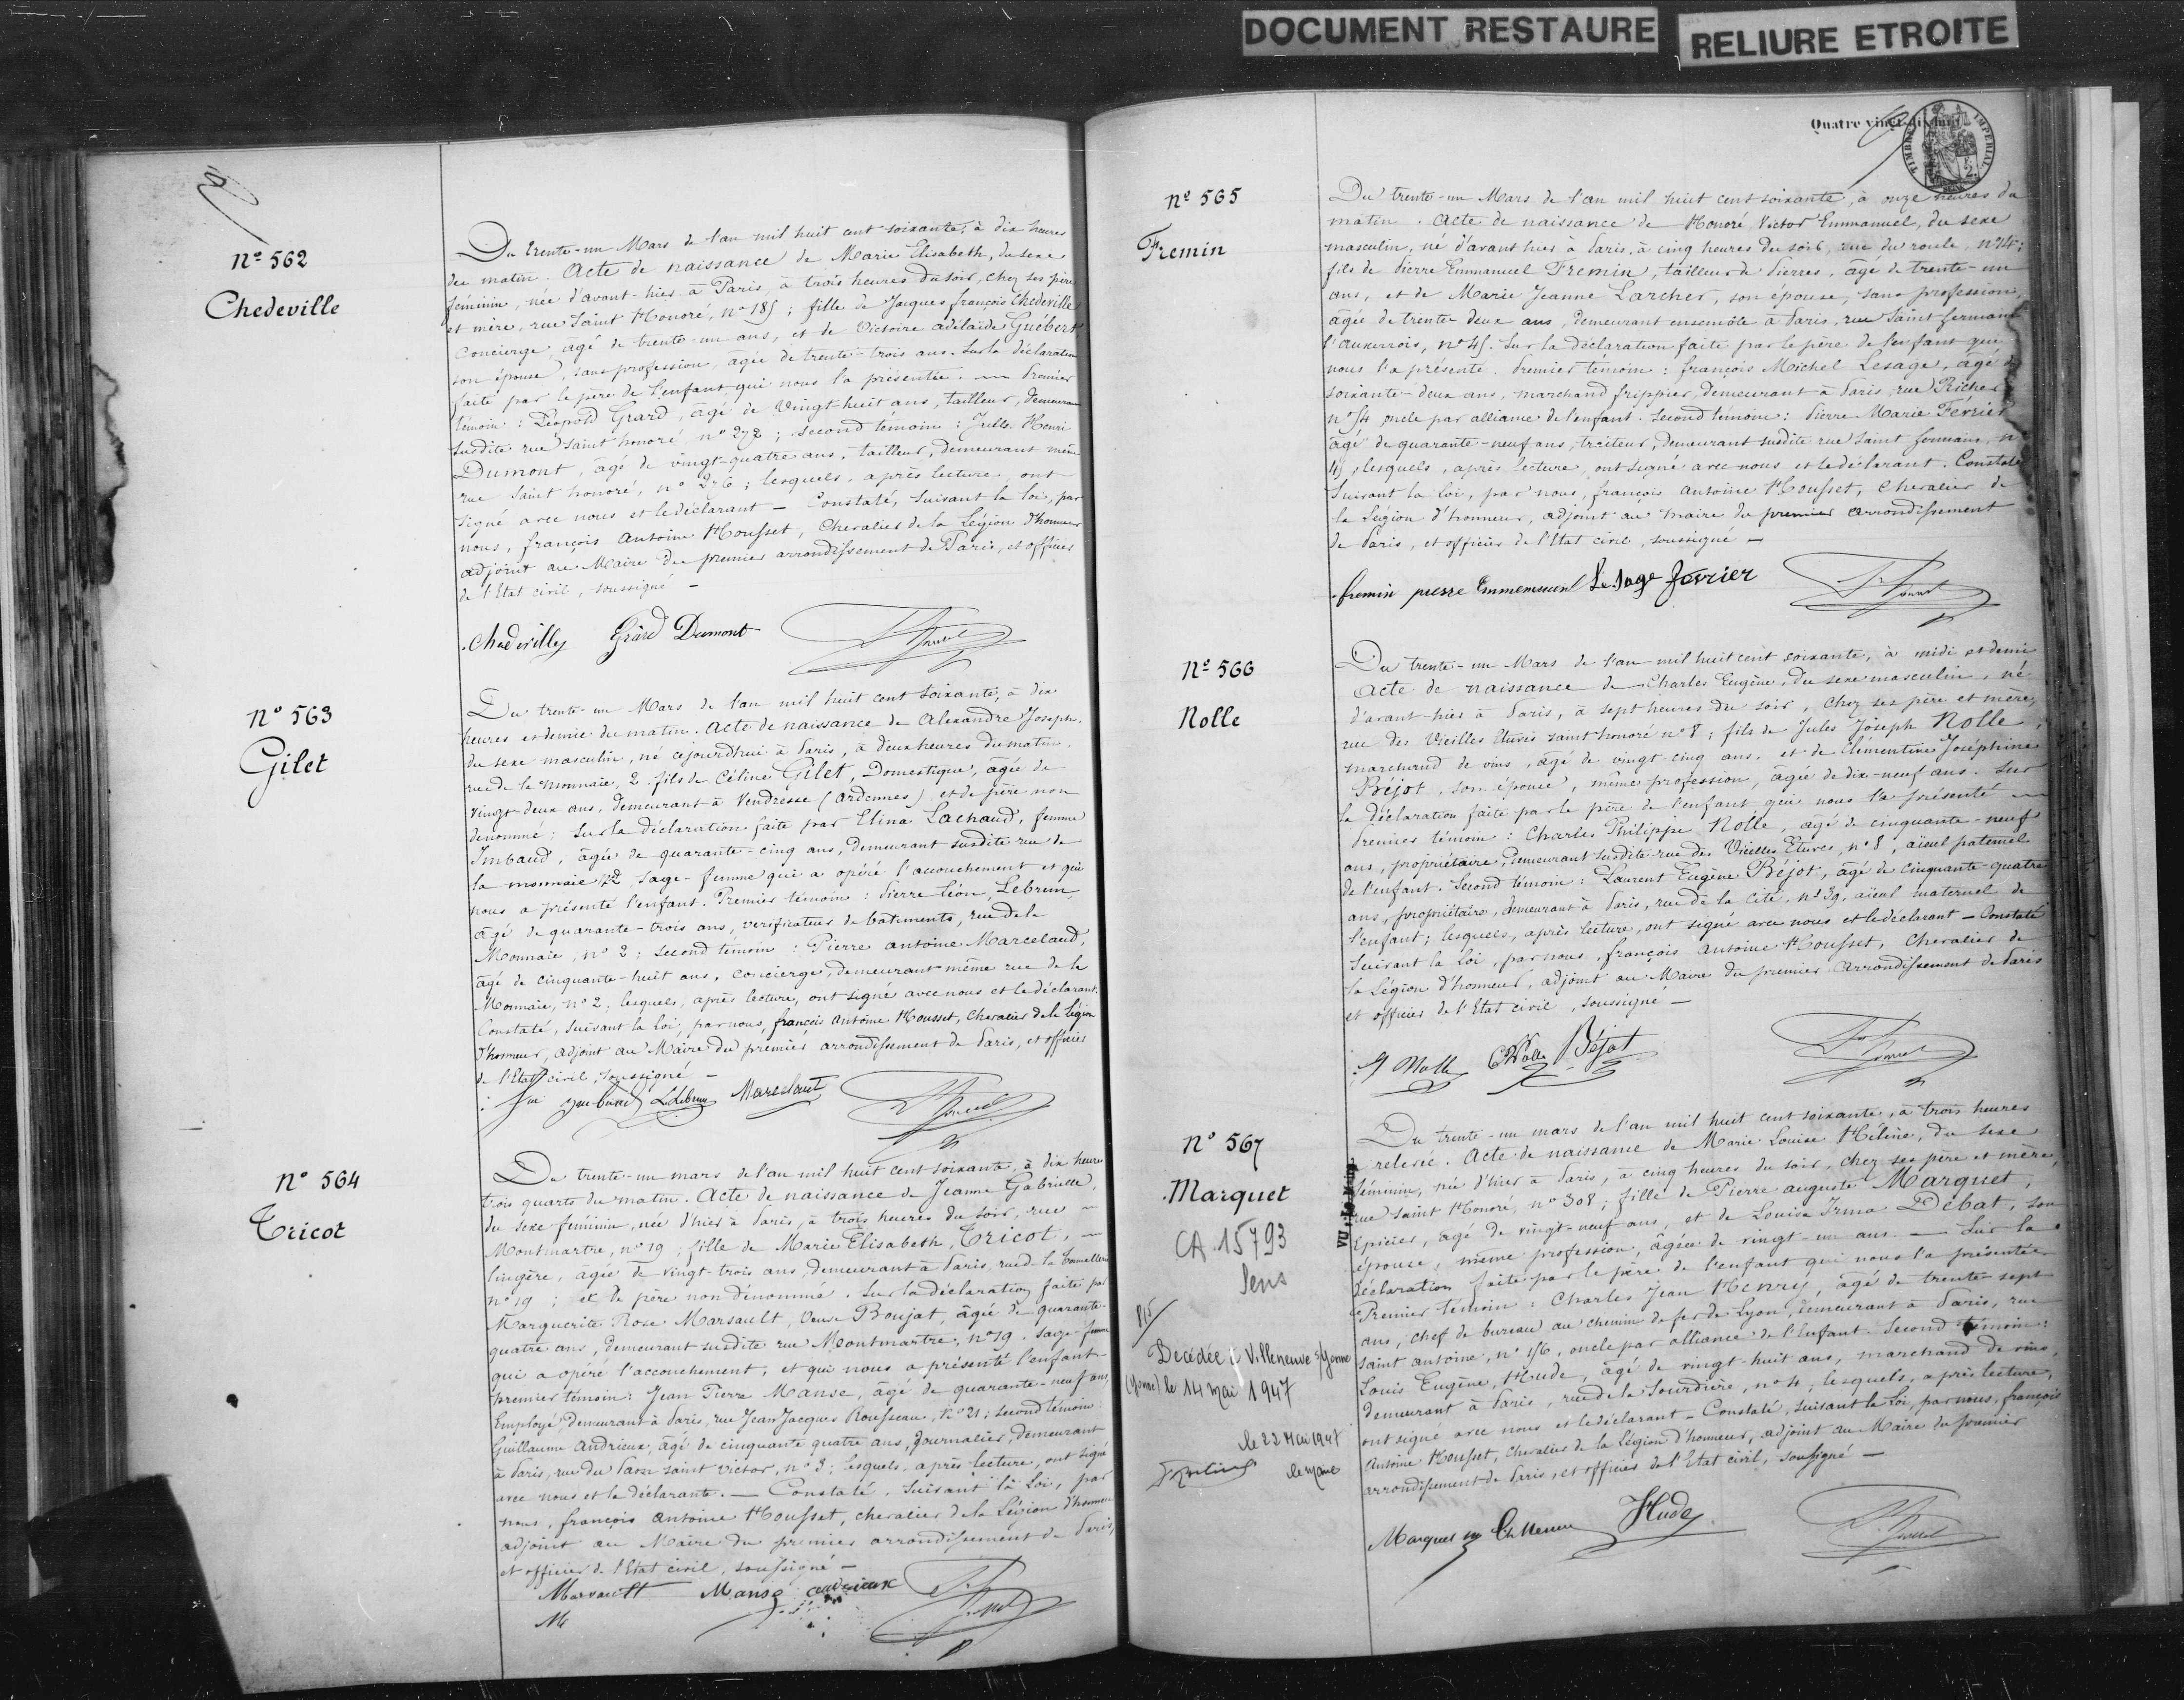 DOCUMENT RESTAURE
RELIURE ETROITE
Nº 562
Chedeville
Du trente-un Mars de l'an mil huit cent soixante, à dix heures
du matin. Acte de naissance de Marie Elisabeth, du sexe
féminin, née d'avant-hier à Paris, à trois heures du soir, chez ses père
et mère, rue Saint Honoré, nº 185; fille de Jacques françois Chedeville
Concierge, âgé de trente-un ans, et de Victoire adélaïde Guébert
son épouse, sans profession, agée de trente-trois ans. Sur la déclaration
faite par le père de l'enfant qui nous l'a présentée. Premier
témoin: Léopold Grard, âgé de vingt-huit ans, tailleur, demeurant
susdite rue Saint honoré, nº 272; second témoin: Jules Henri
Dumont, âgé de vingt-quatre ans, tailleur, demeurant même
rue Saint honoré, nº 276; lesquels, après lecture, ont
signé avec nous et le déclarant - Constaté, suivant la loi, par
nous, françois antoine Housset, Chevalier de la Légion d'honneur
adjoint au Maire du premier arrondissement de Paris, et officier
de l'Etat civil, soussigné -
Chedevilly Grard Dumont
Nº 563
Gilet
Du trente-un Mars de l'an mil huit cent soixante, à dix
heures et demie du matin. Acte de naissance de Alexandre Joseph,
du sexe masculin, né cejourd'hui à Paris, à deux heures du matin,
rue de la monnaie, 2. fils de Céline Gilet, Domestique, âgée de
vingt-deux ans, demeurant à Vendresse (ardennes), et de père non
dénommé; Sur la déclaration faite par Elina Lachaud, femme
Imbaud, âgée de quarante-cinq ans, demeurant susdite rue de
la monnaie 2, sage-femme qui a opéré l'accouchement et qui
nous a présenté l'enfant. Premier témoin: Pierre Léon, Lebrun,
âgé de quarante-trois ans, vérificateur de batiments, rue de la
Monnaie, nº 2; second témoin: Pierre antoine Marcelaud,
âgé de cinquante-huit ans, concierge, demeurant même rue de la
Monnaie, nº 2; lesquels, après lecture, ont signé avec nous et le déclarant.
Constaté, suivant la loi, par nous, françois Antoine Housset, Chevalier de la Légion
d'honneur, adjoint au Maire du premier arrondissement de Paris, et officier
de l'Etat civil, soussigné -
Lebrun Marcelaud
Nº 564
Tricot
Du trente-un mars de l'an mil huit cent soixante, à dix heures
trois quarts du matin. Acte de naissance de Jeanne Gabrielle,
du sexe féminin, née d'hier à Paris, à trois heures du soir, rue
Montmartre, nº 19; fille de Marie Elisabeth, Tricot,
lingère, âgée de vingt-trois ans, demeurant à Paris, rue de la
nº 19; et de père non dénommé. Sur la déclaration faite par
Marguerite Rose Marsault, Veuve Boujat, âgée de quarante-
quatre ans, demeurant susdite rue Montmartre, nº 19. Sage-femme
qui a opéré l'accouchement, et qui nous a présenté l'enfant-
premier témoin: Jean Pierre Manse, âgé de quarante-neuf ans,
Employé, demeurant à Paris, rue Jean Jacques Rousseau, nº 21; second témoin:
Guillaume andrieux, âgé de cinquante quatre ans, Journalier, demeurant
à Paris, rue du saint victor, nº 3; lesquels, après lecture, ont signé
avec nous et la déclarante. - Constaté, suivant la Loi, par
nous, françois antoine Housset, chevalier de la Légion d'honneur
adjoint au Maire du premier arrondissement de Paris,
et officier de l'Etat civil, soussigné -
Marsault Manse andrieux
Quatre vingt-dix
TIMBRE IMPERIAL
Nº 565
Fremin
Du trente-un Mars de l'an mil huit cent soixante, à onze heures du
matin. Acte de naissance de Honoré Victor Emmanuel, du sexe
masculin, né d'avant hier à Paris, à cinq heures du soir, rue du roule, nº 14;
fils de Pierre Emmanuel Fremin, tailleur de Pierres, âgé de trente-un
ans, et de Marie Jeanne Larcher, son épouse, sans profession,
âgée de trente deux ans, demeurant ensemble à Paris, rue Saint germain
l'auxerrois, nº 45. Sur la déclaration faite par le père de l'enfant qui
nous l'a présenté. Premier témoin: françois Michel Lesage, âgé de
soixante-deux ans, marchand frippier, demeurant à Paris, rue Richer
nº 54 oncle par alliance de l'enfant. Second témoin: Pierre Marie Février
âgé de quarante-neuf ans, traiteur, demeurant susdite rue Saint germain, nº
45, lesquels, après lecture, ont signé avec nous et le déclarant. Constaté
Suivant la loi, par nous, françois Antoine Housset, Chevalier de
la Légion d'honneur, adjoint au maire du premier arrondissement
de Paris, et officier de l'Etat civil, soussigné -
fremin pierre Emmemanuel Lesage fevrier
Nº 566
Nolle
Du trente-un Mars de l'an mil huit cent soixante, à midi et demi
Acte de naissance de Charles Eugène, du sexe masculin, né
d'avant-hier à Paris, à sept heures du soir, chez ses père et mère,
rue des Vieilles Etuves saint honoré nº 8; fils de Jules Joseph Nolle,
marchand de vins, âgé de vingt-cinq ans, et de Clémentine Joséphine
Béjot, son épouse, même profession, âgée de dix-neuf ans. Sur
la déclaration faite par le père de l'enfant qui nous l'a présenté
Premier témoin: Charles Philippe Nolle, âgé de cinquante-neuf
ans, propriétaire, demeurant susdite rue des Vieilles Etuves, nº 8, aïeul paternel
de l'enfant. Second témoin: Laurent Eugène Béjot, âgé de cinquante-quatre
ans, propriétaire, demeurant à Paris, rue de la Cité, nº 39, aïeul maternel de
l'enfant; lesquels, après lecture, ont signé avec nous et le déclarant - Constaté
Suivant la Loi, par nous, françois Antoine Housset, Chevalier de
la Légion d'honneur, adjoint au Maire du premier Arrondissement de Paris
et officier de l'Etat civil, soussigné -
Nolle Béjot
Nº 567
Marquet
CA. 15793
Sens
815
Decédée à Villeneuve s/Yonne
(Yonne) le 14 mai 1947
le 22 Mai 1947
le maire
VU
Du trente-un mars de l'an mil huit cent soixante, à trois heures
relevée. Acte de naissance de Marie Louise Hélène, du sexe
féminin, née d'hier à Paris, à cinq heures du soir, chez ses père et mère,
rue Saint Honoré, nº 308; fille de Pierre auguste Marquet,
Epicier, âgé de vingt-neuf ans, et de Louise Irma Débat, son
épouse, même profession, âgée de vingt-un ans - Sur la
déclaration faite par le père de l'enfant qui nous l'a présentée
Premier témoin: Charles Jean Henry, âgé de trente-sept
ans, chef de bureau au chemin de fer de Lyon, demeurant à Paris, rue
Saint antoine, nº 156, oncle par alliance de l'Enfant. Second témoin:
Louis Eugène, Hude, âgé de vingt-huit ans, marchand de vins,
demeurant à Paris, rue de la Sourdière, nº 4; lesquels, après lecture,
ont signé avec nous et le déclarant - Constaté, suivant la Loi, par nous, françois
Antoine Housset, Chevalier de la Légion d'honneur, adjoint au Maire du premier
arrondissement de Paris, et officier de l'Etat civil, soussigné -
Marquet Hude